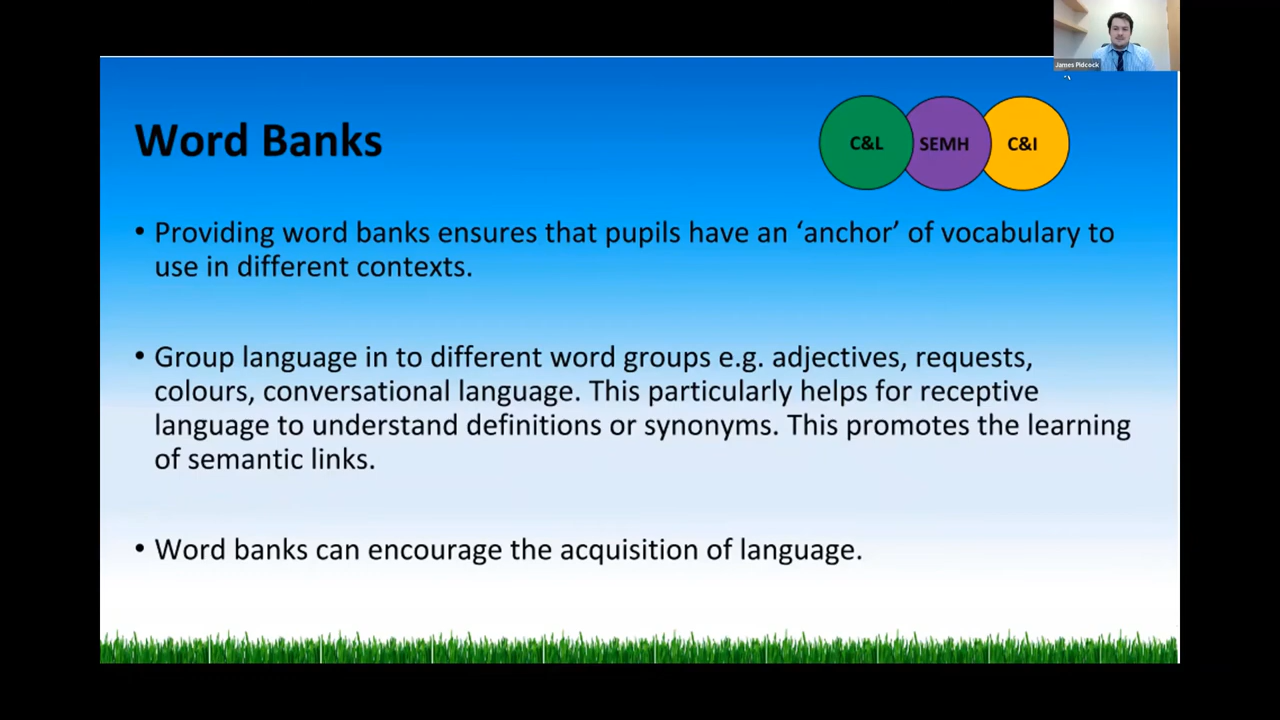 James Pidcock
Word Banks
C&L
SEMH
C&I
• Providing word banks ensures that pupils have an ‘anchor’ of vocabulary to
use in different contexts.
• Group language in to different word groups e.g. adjectives, requests,
colours, conversational language. This particularly helps for receptive
language to understand definitions or synonyms. This promotes the learning
of semantic links.
• Word banks can encourage the acquisition of language.